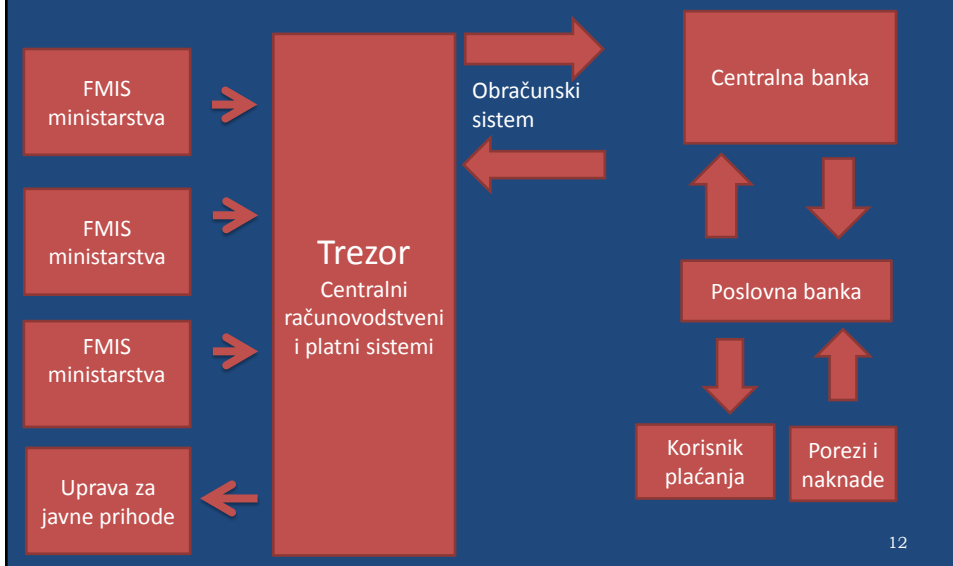 FMIS
ministarstva
FMIS
ministarstva
FMIS
ministarstva
Uprava za
javne prihode
Trezor
Centralni
računovodstveni
i platni sistemi
Obračunski
sistem
Centralna banka
Poslovna banka
Korisnik
plaćanja
Porezi i
naknade
12